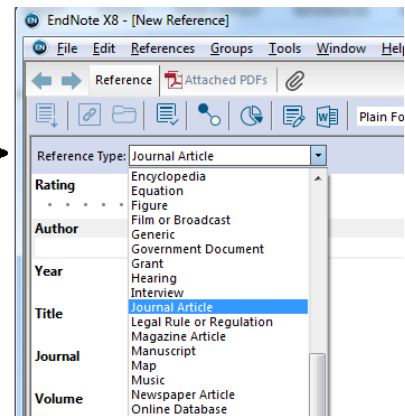 EndNote X8 - [New Reference]
File Edit References Groups Tools Window Help
Reference Attached PDFs
Plain Fo
Reference Type: Journal Article
Rating
Author
Year
Title
Journal
Volume
Encyclopedia
Equation
Figure
Film or Broadcast
Generic
Government Document
Grant
Hearing
Interview
Journal Article
Legal Rule or Regulation
Magazine Article
Manuscript
Map
Music
Newspaper Article
Online Database